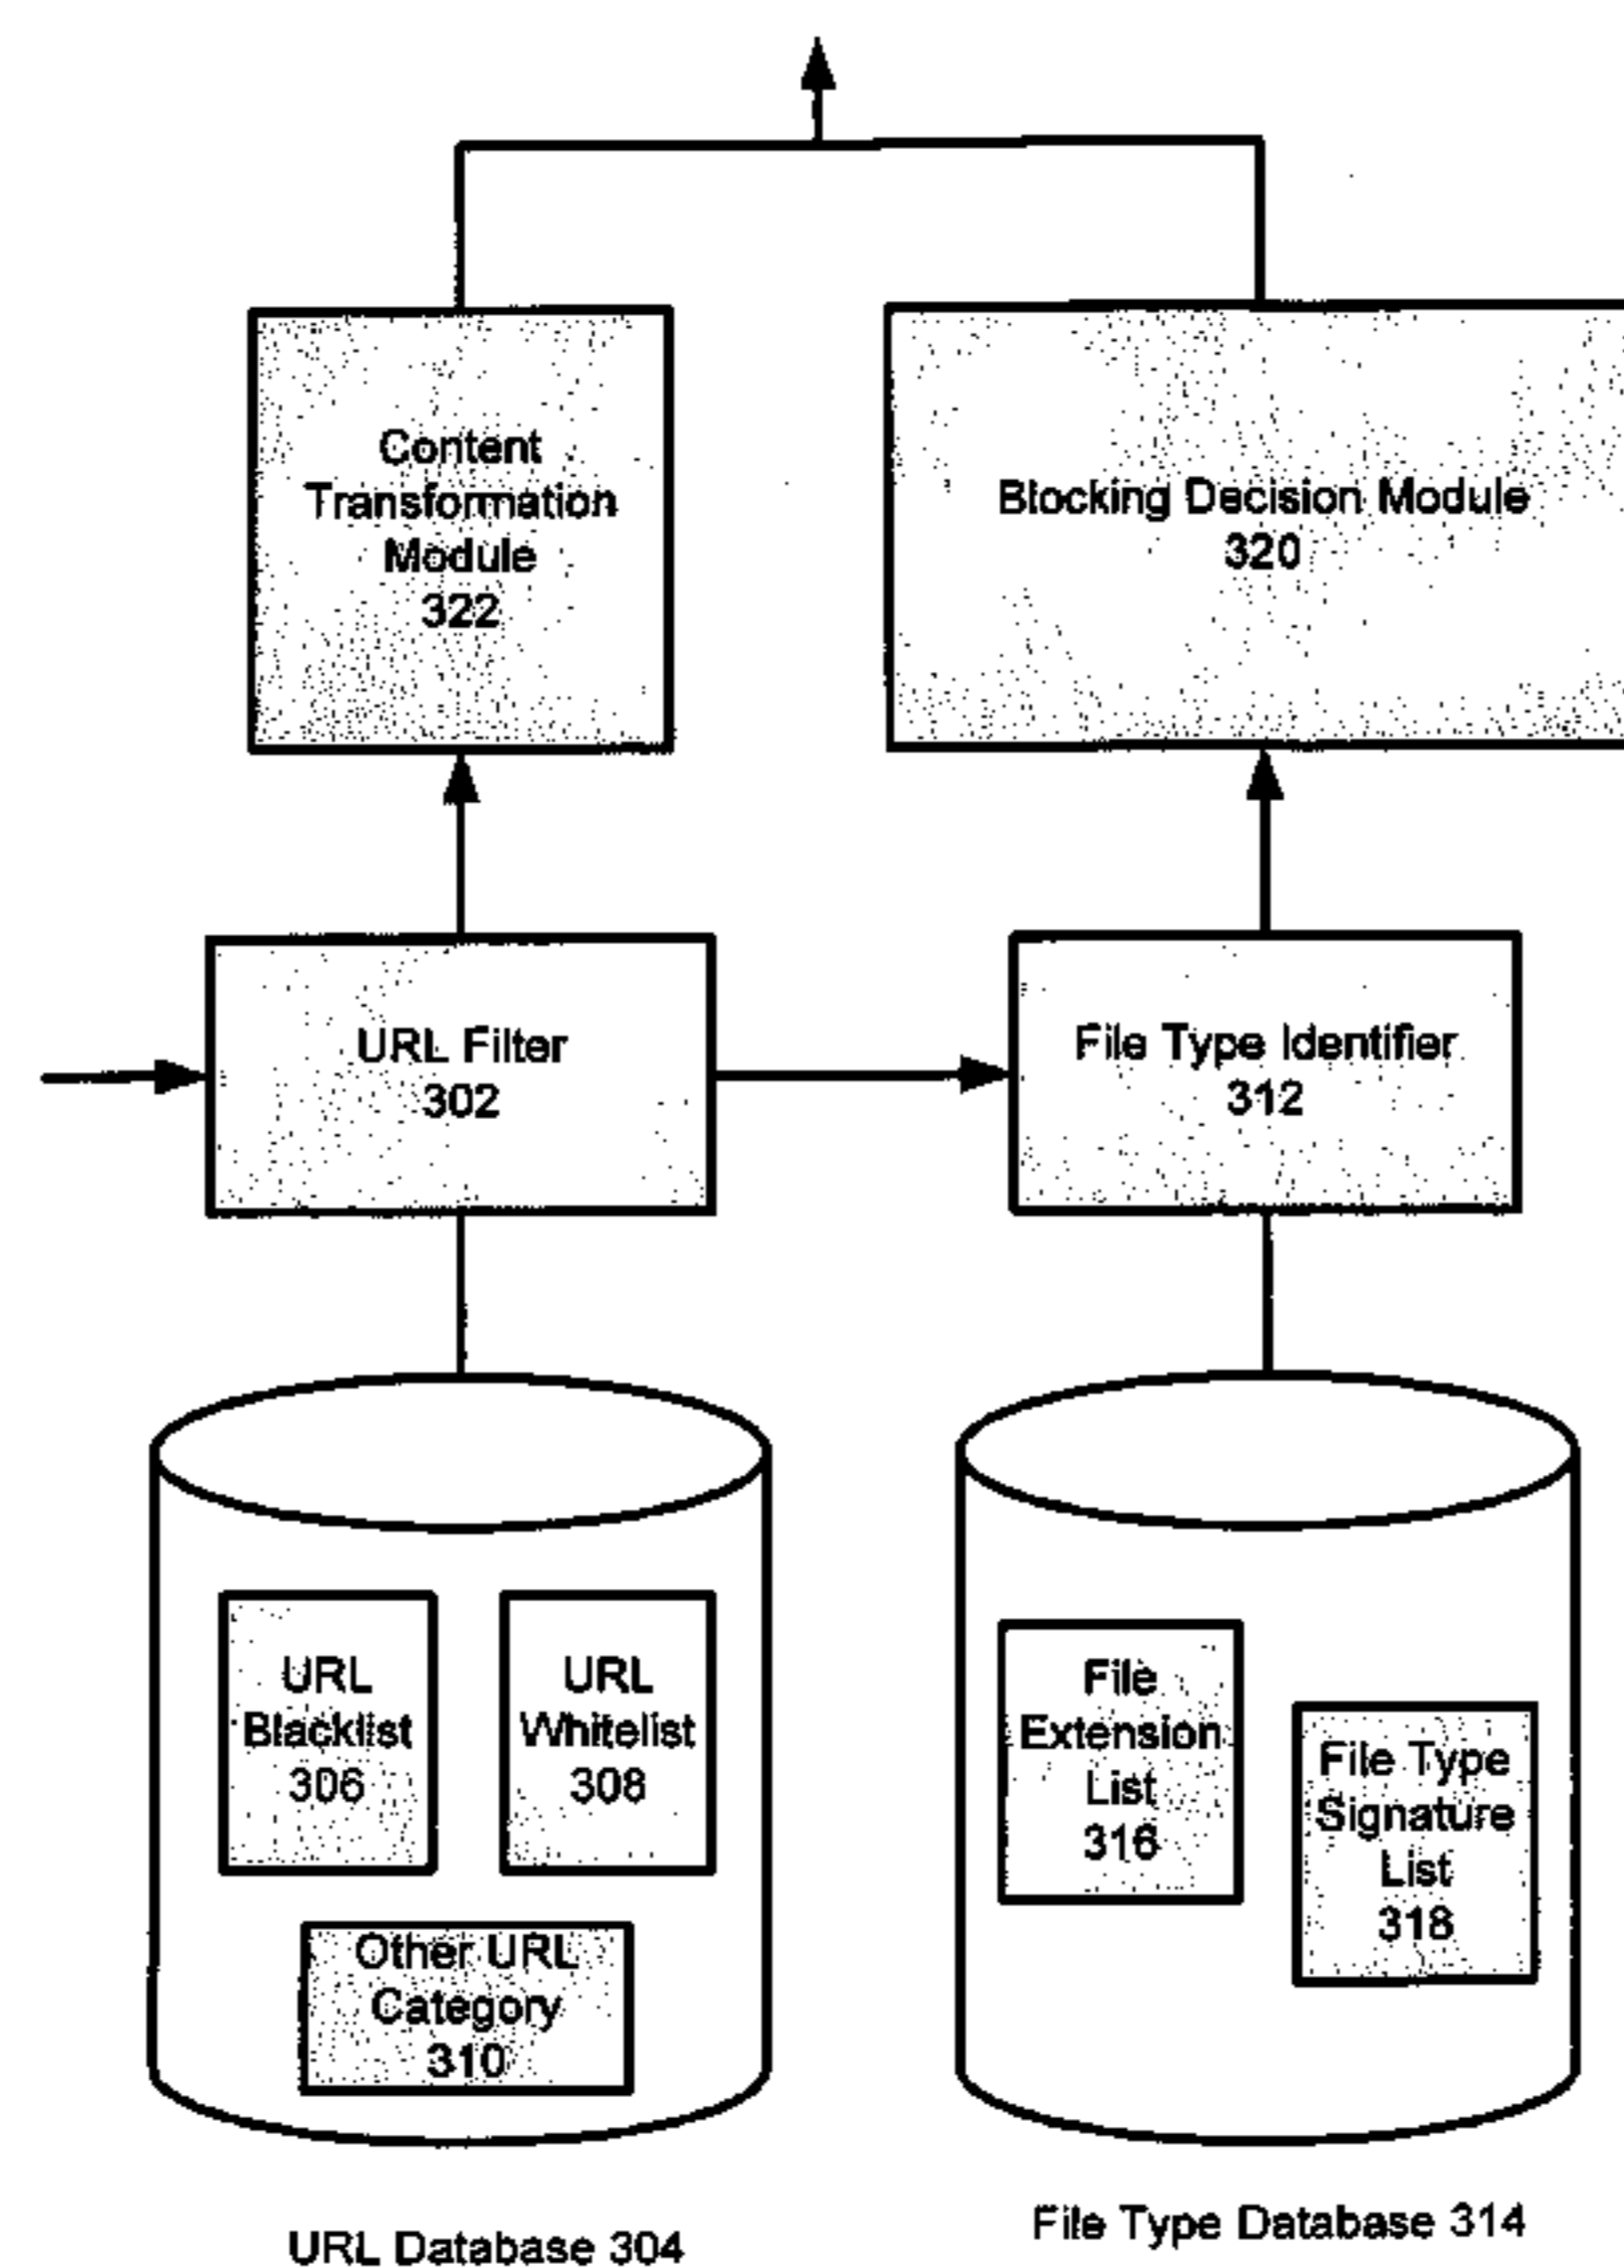 Content
Transformation
Module
322
Blocking Decision Module
320
URL Filter
302
File Type Identifier
312
URL
Blacklist
306
URL
Whitelist
308
Other URL
Category
310
File
Extension
List
316
File Type
Signature
List
318
URL Database 304
File Type Database 314